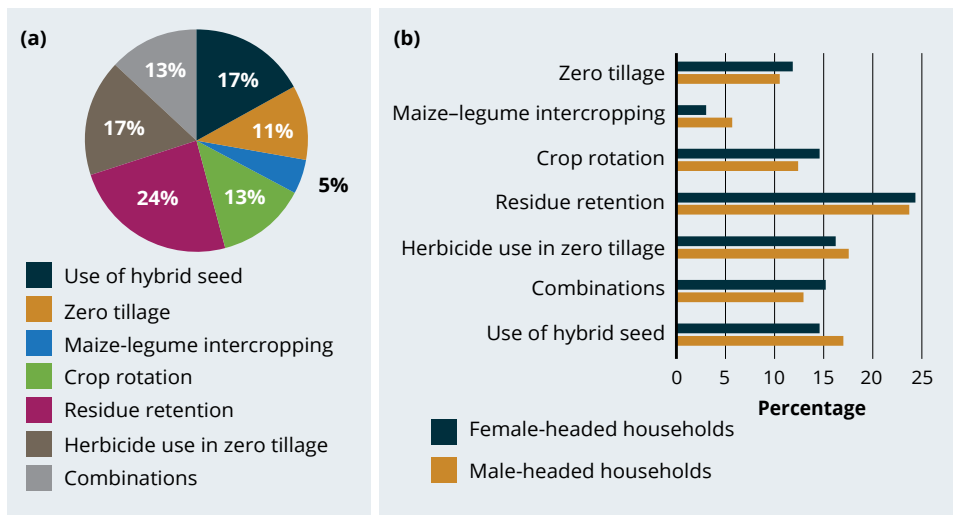 (a)
13%
17%
17%
11%
5%
24%
13%
Use of hybrid seed
Zero tillage
Maize-legume intercropping
Crop rotation
Residue retention
Herbicide use in zero tillage
Combinations
(b)
Zero tillage
Maize–legume intercropping
Crop rotation
Residue retention
Herbicide use in zero tillage
Combinations
Use of hybrid seed
0 5 10 15 20 25
Percentage
Female-headed households
Male-headed households